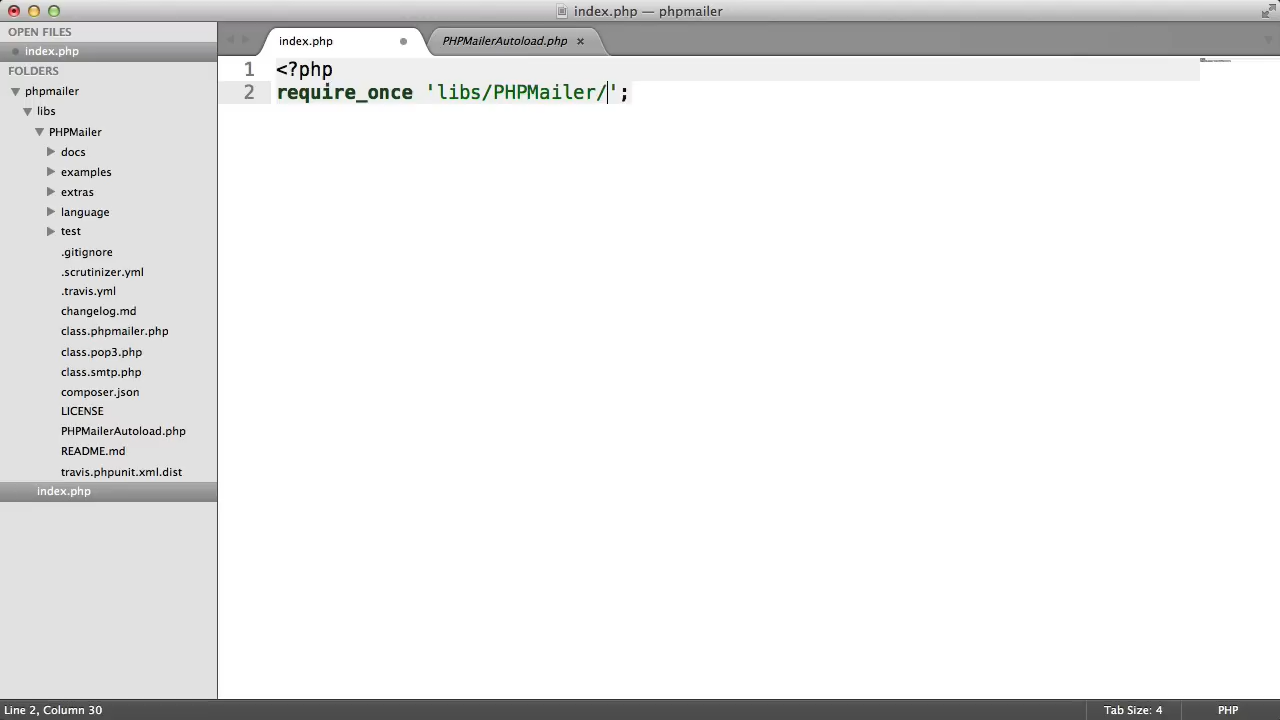 index.php — phpmailer
OPEN FILES
index.php
FOLDERS
phpmailer
libs
PHPMailer
docs
examples
extras
language
test
.gitignore
.scrutinizer.yml
.travis.yml
changelog.md
class.phpmailer.php
class.pop3.php
class.smtp.php
composer.json
LICENSE
PHPMailerAutoload.php
README.md
travis.phpunit.xml.dist
index.php
index.php PHPMailerAutoload.php ×
1 <?php
2 require_once 'libs/PHPMailer/';
Line 2, Column 30 Tab Size: 4 PHP